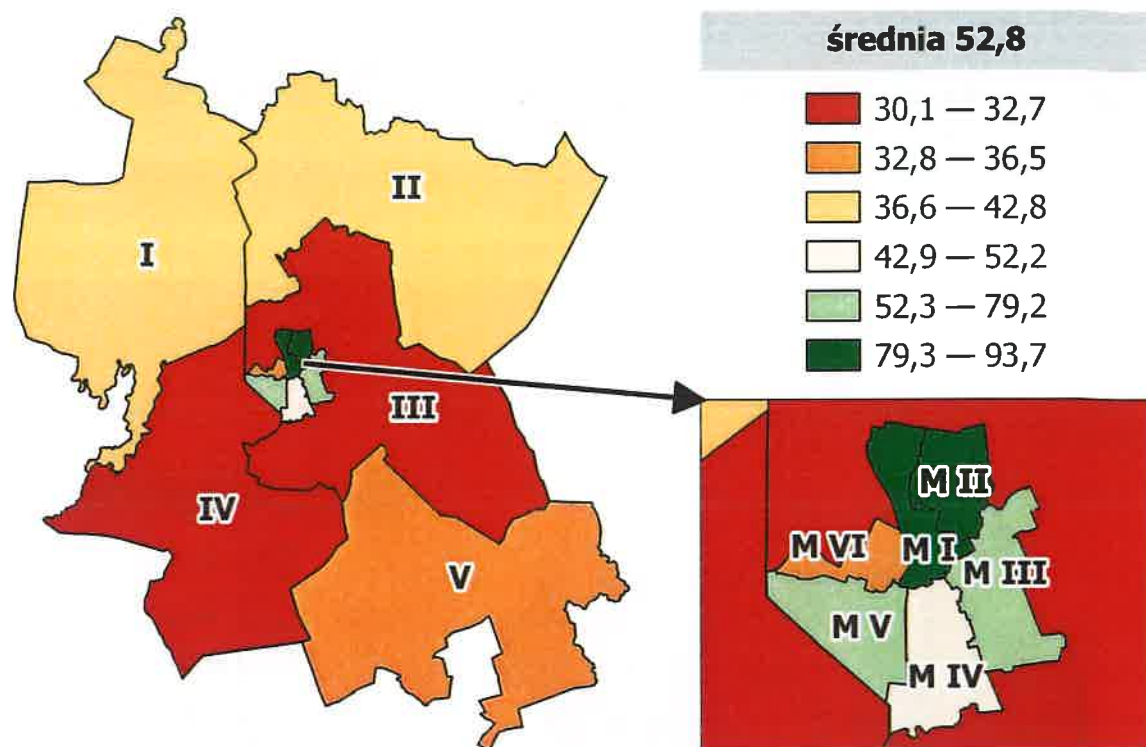 średnia 52,8
30,1 — 32,7
32,8 — 36,5
36,6 — 42,8
42,9 — 52,2
52,3 — 79,2
79,3 — 93,7
I
II
III
IV
V
M II
M VI
M I
M III
M V
M IV